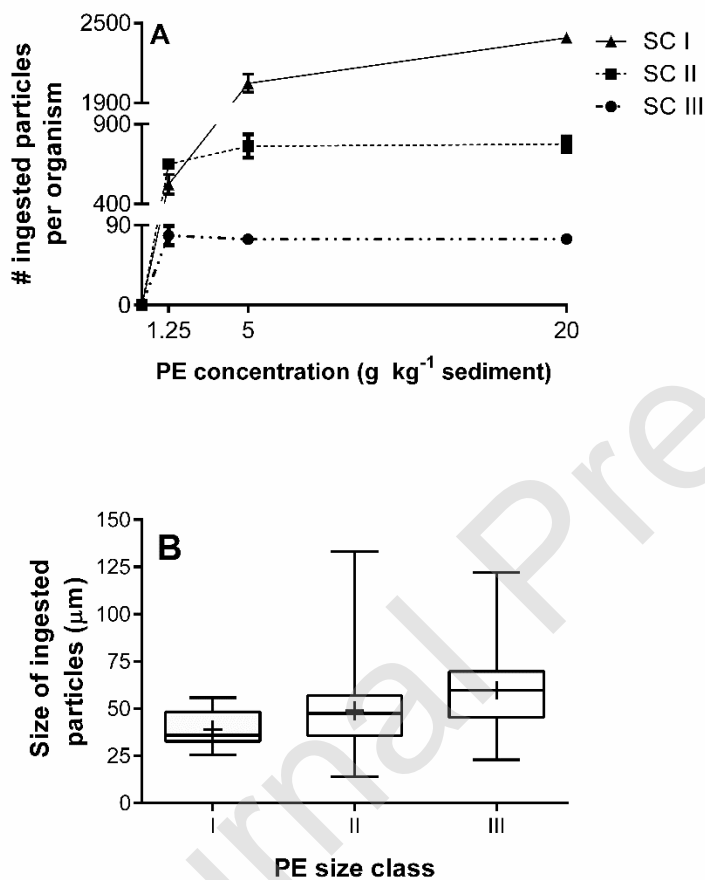 A
2500
1900
900
400
90
0
1.25
5
20
# ingested particles
per organism
PE concentration (g kg⁻¹ sediment)
SC I
SC II
SC III
B
150
125
100
75
50
25
0
Size of ingested
particles (µm)
I
II
III
PE size class
urnal Pre